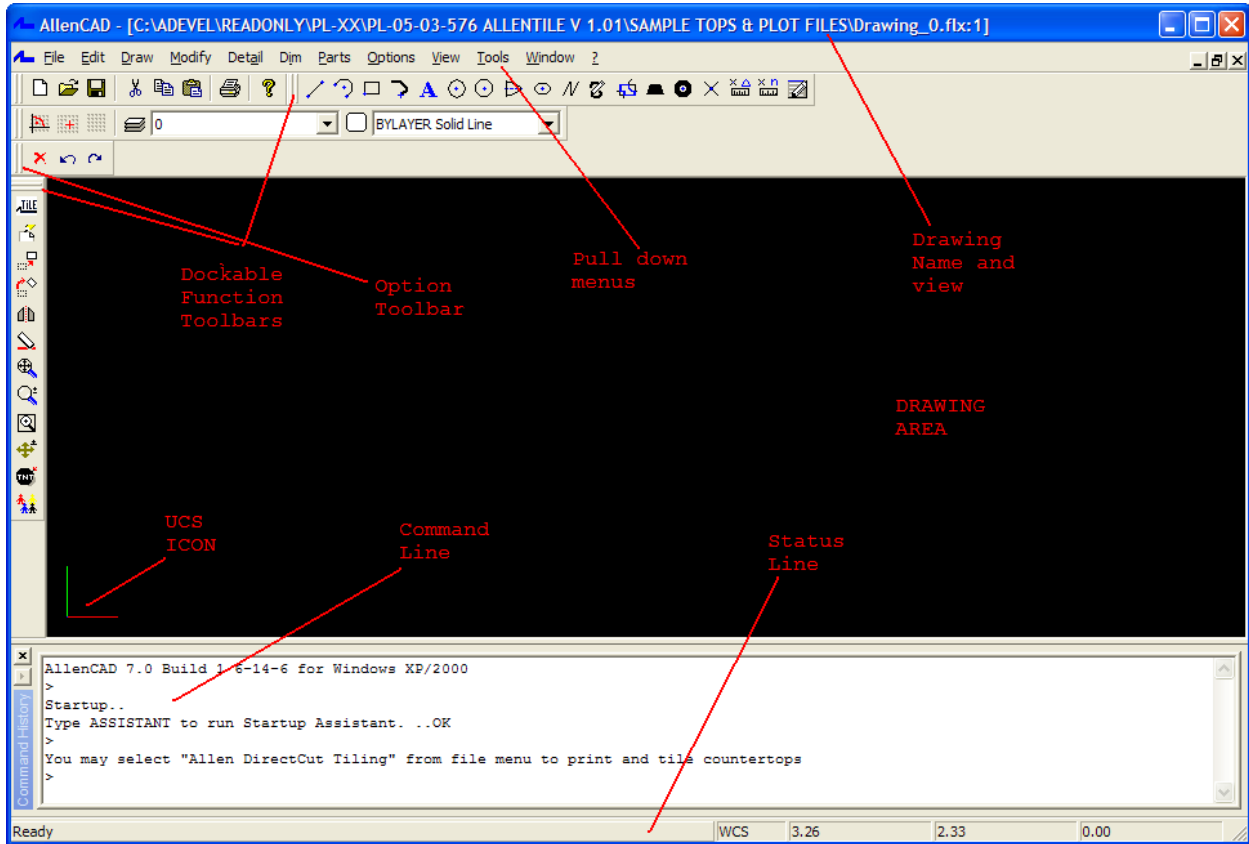 AllenCAD - [C:\ADEVEL\READONLY\PL-XX\PL-05-03-576 ALLENTILE V 1.01\SAMPLE TOPS & PLOT FILES\Drawing_0.flx:1]
File Edit Draw Modify Detail Dim Parts Options View Tools Window ?
0 BYLAYER Solid Line
TILE
Drawing
Name and
view
Pull down
menus
Dockable
Function
Toolbars
Option
Toolbar
DRAWING
AREA
TNT
UCS
ICON
Command
Line
Status
Line
Command History
AllenCAD 7.0 Build 1-6-14-6 for Windows XP/2000
>
Startup..
Type ASSISTANT to run Startup Assistant. ..OK
>
You may select "Allen DirectCut Tiling" from file menu to print and tile countertops
>
Ready WCS 3.26 2.33 0.00